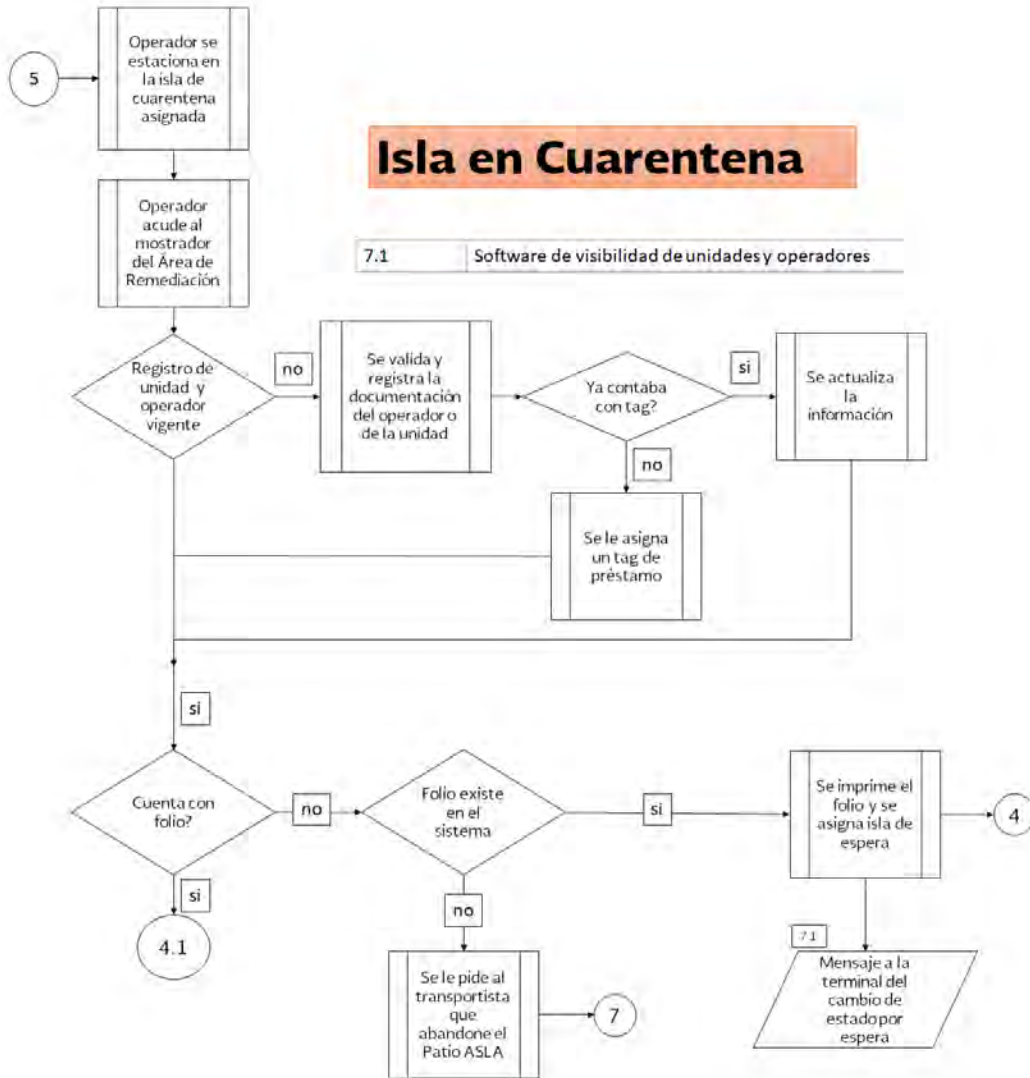 5
Operador se
estaciona en
la isla de
cuarentena
asignada
Isla en Cuarentena
Operador
acude al
mostrador
del Área de
Remediación
7.1 Software de visibilidad de unidades y operadores
Registro de
unidad y
operador
vigente
no
Se valida y
registra la
documentación
del operador o
de la unidad
Ya contaba
con tag?
si
Se actualiza
la
información
no
Se le asigna
un tag de
préstamo
si
Cuenta con
folio?
no
Folio existe
en el
sistema
si
Se imprime el
folio y se
asigna isla de
espera
4
si
4.1
no
Se le pide al
transportista
que
abandone el
Patio ASLA
7
7.1
Mensaje a la
terminal del
cambio de
estado por
espera